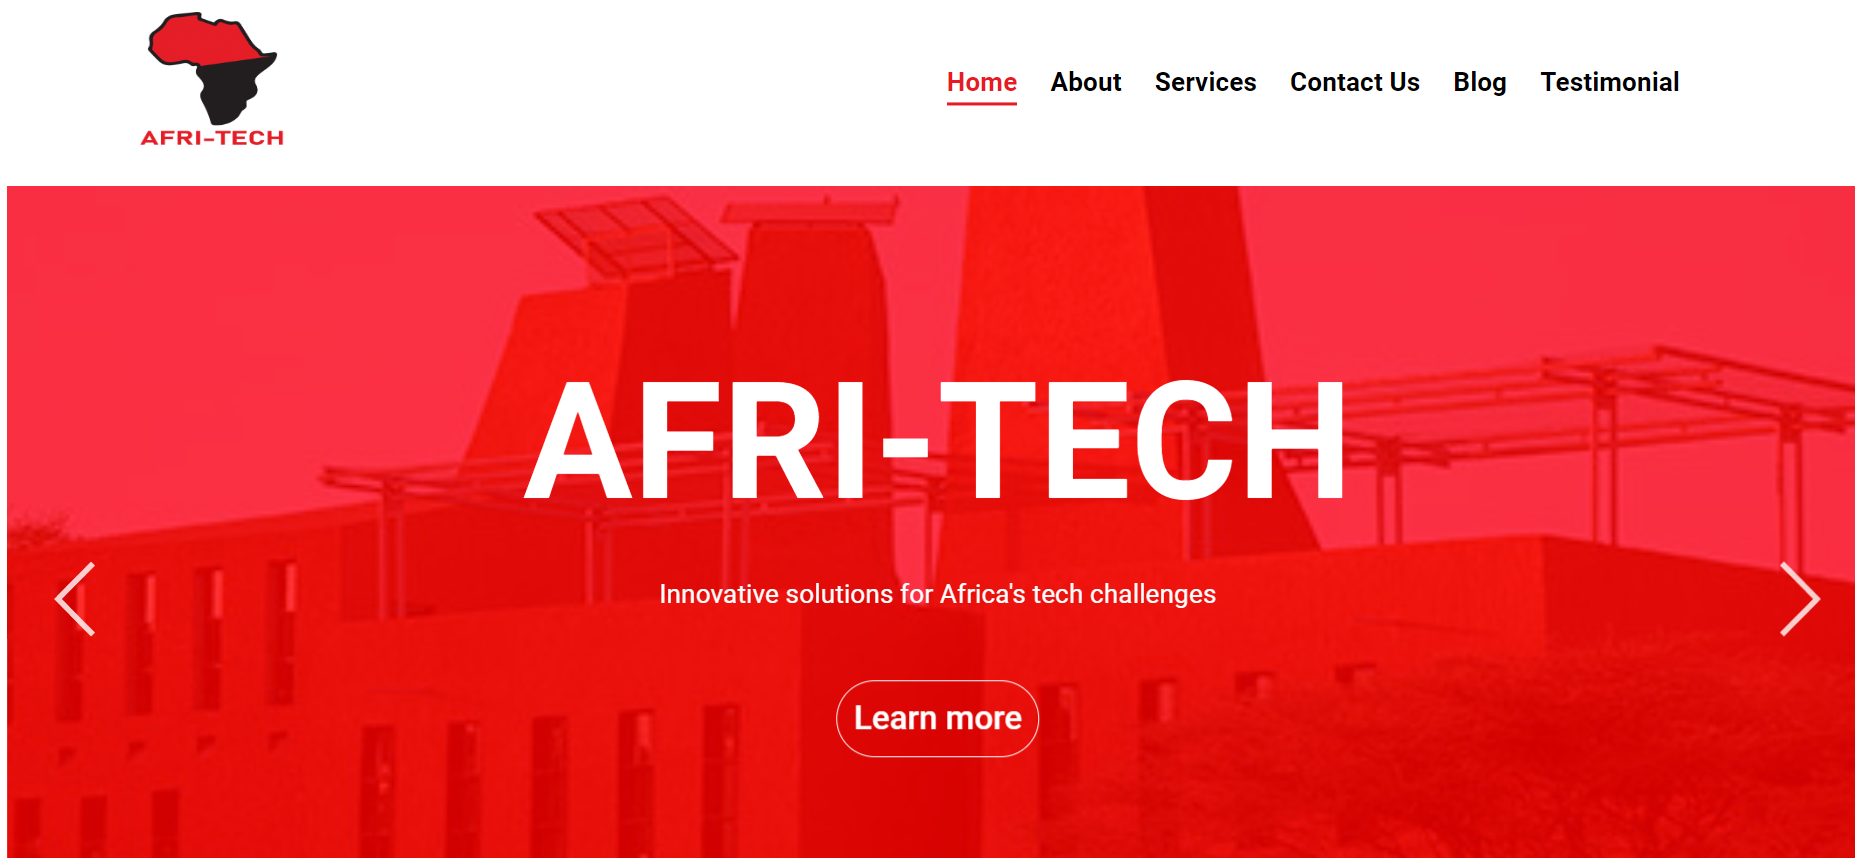 AFRI-TECH
Home About Services Contact Us Blog Testimonial
AFRI-TECH
Innovative solutions for Africa's tech challenges
Learn more